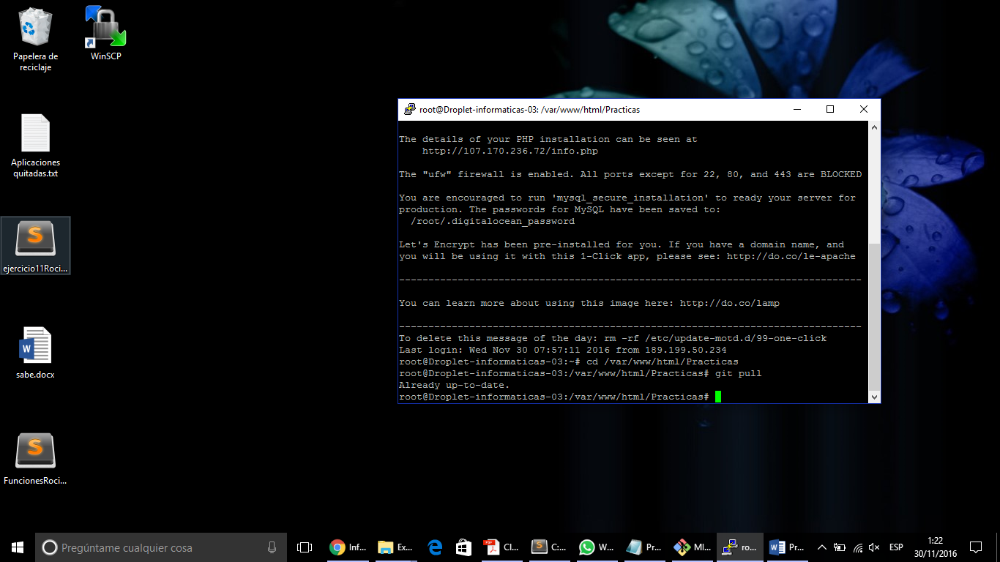 Papelera de
reciclaje
WinSCP
Aplicaciones
quitadas.txt
ejercicio11Roci...
sabe.docx
FuncionesRoci...
root@Droplet-informaticas-03: /var/www/html/Practicas
The details of your PHP installation can be seen at
http://107.170.236.72/info.php
The "ufw" firewall is enabled. All ports except for 22, 80, and 443 are BLOCKED
You are encouraged to run 'mysql_secure_installation' to ready your server for
production. The passwords for MySQL have been saved to:
/root/.digitalocean_password
Let's Encrypt has been pre-installed for you. If you have a domain name, and
you will be using it with this 1-Click app, please see: http://do.co/le-apache
-------------------------------------------------------------------------------
You can learn more about using this image here: http://do.co/lamp
-------------------------------------------------------------------------------
To delete this message of the day: rm -rf /etc/update-motd.d/99-one-click
Last login: Wed Nov 30 07:57:11 2016 from 189.199.50.234
root@Droplet-informaticas-03:~# cd /var/www/html/Practicas
root@Droplet-informaticas-03:/var/www/html/Practicas# git pull
Already up-to-date.
root@Droplet-informaticas-03:/var/www/html/Practicas#
Pregúntame cualquier cosa
Inf...
Ex...
Cl...
C:...
W...
Pr...
MI...
ro...
Pr...
ESP
1:22
30/11/2016